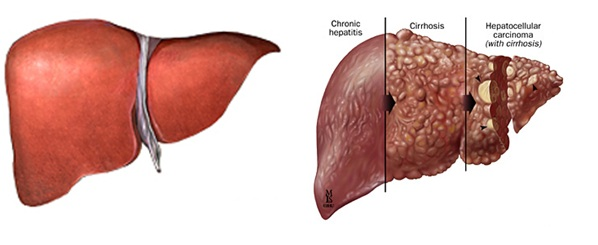 Chronic
hepatitis
Cirrhosis
Hepatocellular
carcinoma
(with cirrhosis)